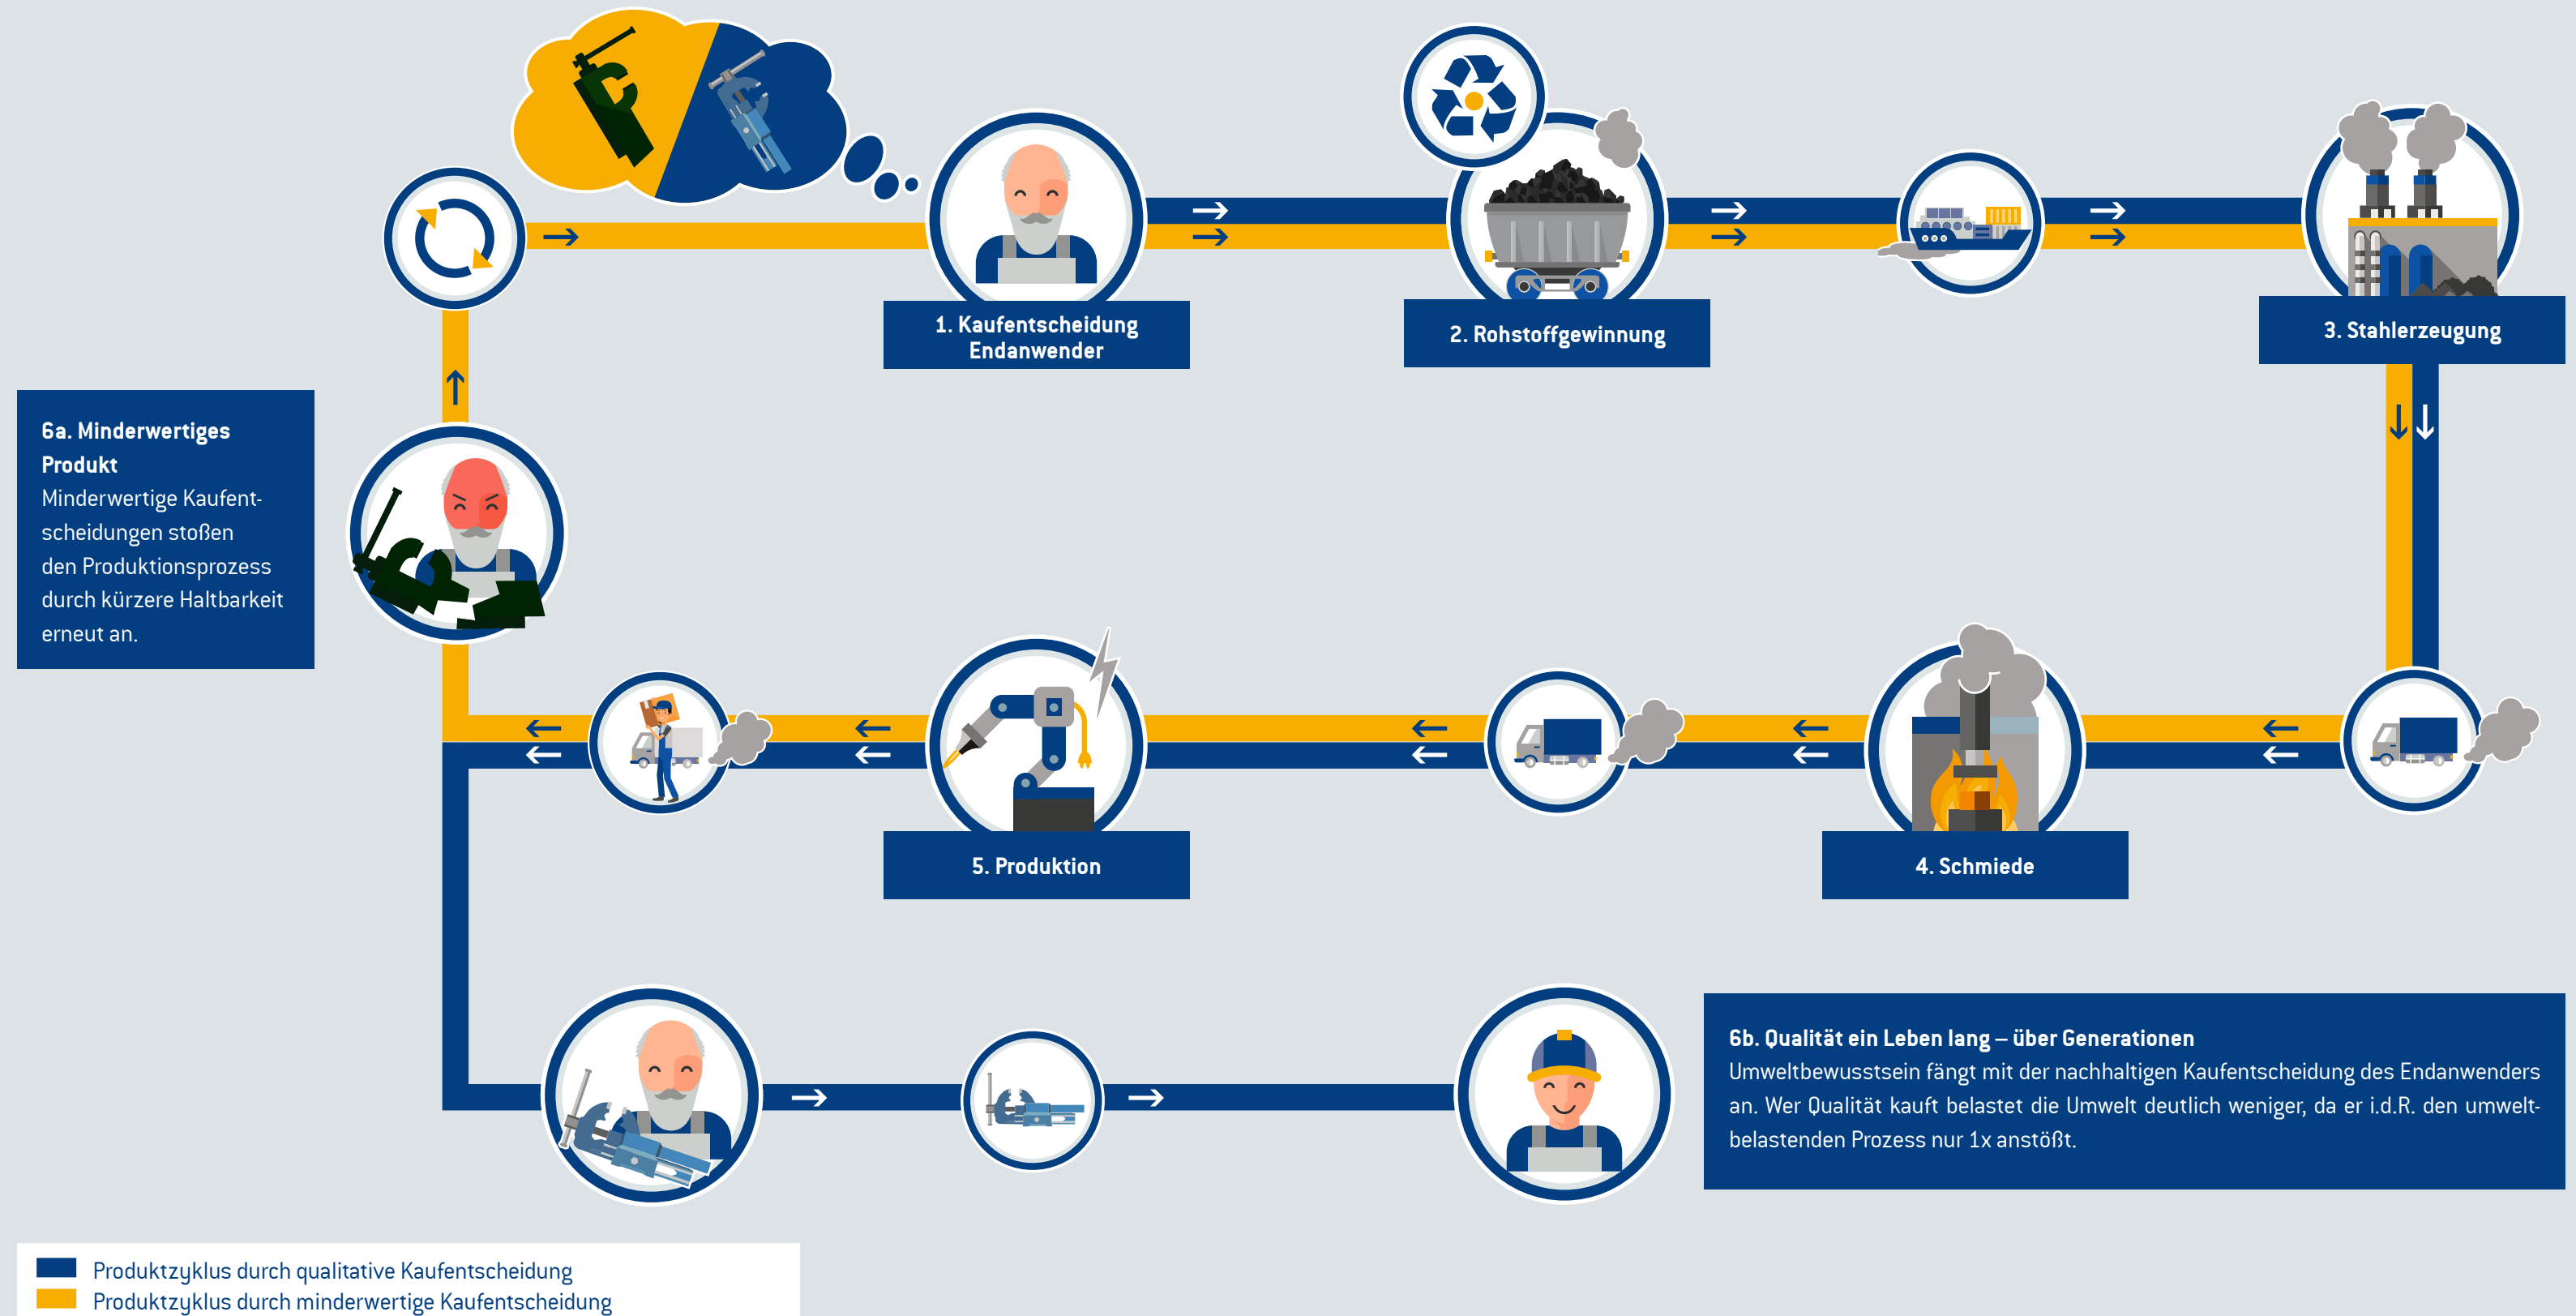 1. Kaufentscheidung
Endanwender
2. Rohstoffgewinnung
3. Stahlerzeugung
6a. Minderwertiges
Produkt
Minderwertige Kaufent-
scheidungen stoßen
den Produktionsprozess
durch kürzere Haltbarkeit
erneut an.
5. Produktion
4. Schmiede
6b. Qualität ein Leben lang – über Generationen
Umweltbewusstsein fängt mit der nachhaltigen Kaufentscheidung des Endanwenders
an. Wer Qualität kauft belastet die Umwelt deutlich weniger, da er i.d.R. den umwelt-
belastenden Prozess nur 1x anstößt.
Produktzyklus durch qualitative Kaufentscheidung
Produktzyklus durch minderwertige Kaufentscheidung